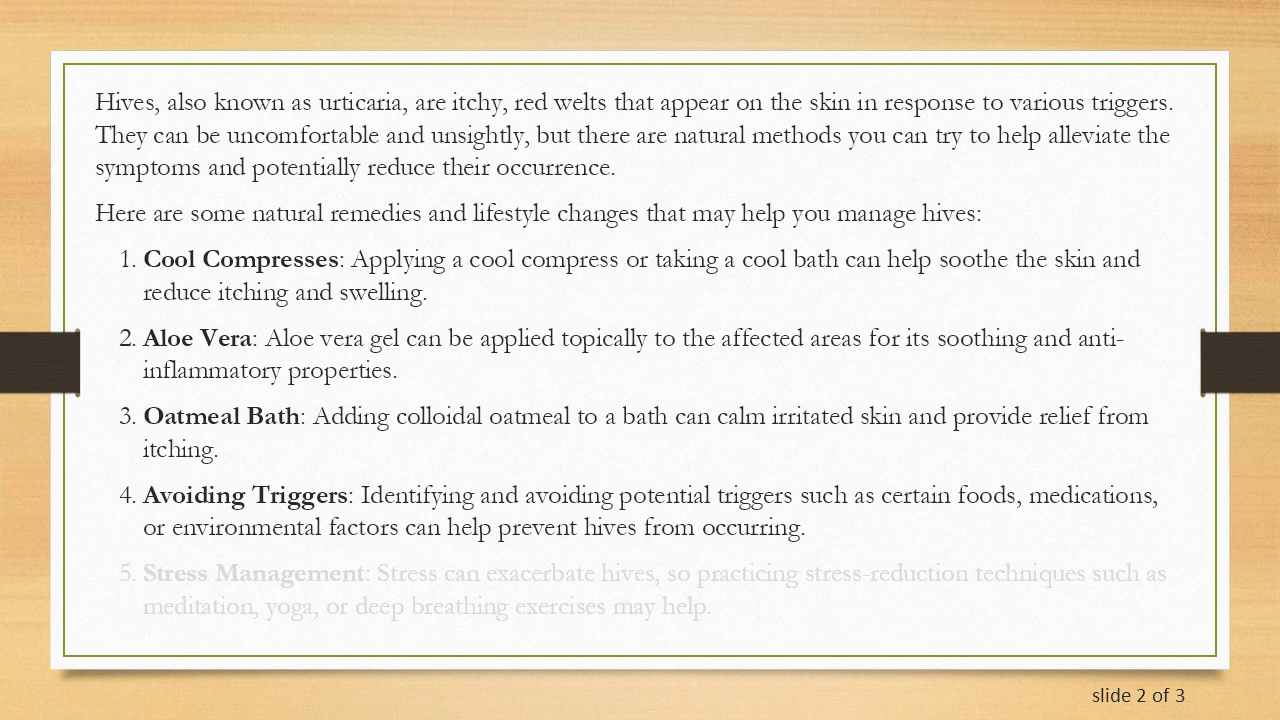 Hives, also known as urticaria, are itchy, red welts that appear on the skin in response to various triggers.
They can be uncomfortable and unsightly, but there are natural methods you can try to help alleviate the
symptoms and potentially reduce their occurrence.
Here are some natural remedies and lifestyle changes that may help you manage hives:
1. Cool Compresses: Applying a cool compress or taking a cool bath can help soothe the skin and
reduce itching and swelling.
2. Aloe Vera: Aloe vera gel can be applied topically to the affected areas for its soothing and anti-
inflammatory properties.
3. Oatmeal Bath: Adding colloidal oatmeal to a bath can calm irritated skin and provide relief from
itching.
4. Avoiding Triggers: Identifying and avoiding potential triggers such as certain foods, medications,
or environmental factors can help prevent hives from occurring.
5. Stress Management: Stress can exacerbate hives, so practicing stress-reduction techniques such as
meditation, yoga, or deep breathing exercises may help.
slide 2 of 3